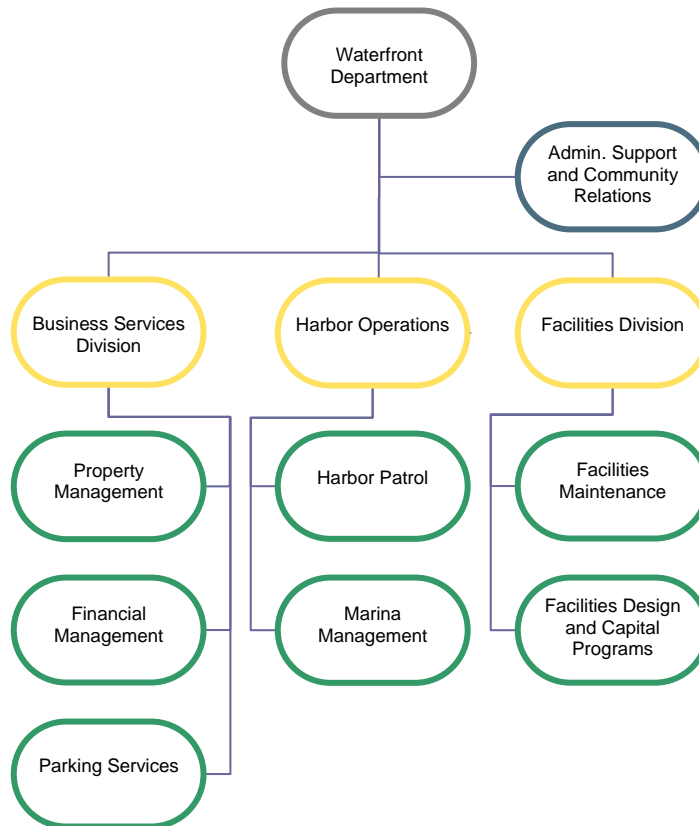 Waterfront
Department
Admin. Support
and Community
Relations
Business Services
Division
Harbor Operations
Facilities Division
Property
Management
Harbor Patrol
Facilities
Maintenance
Financial
Management
Marina
Management
Facilities Design
and Capital
Programs
Parking Services